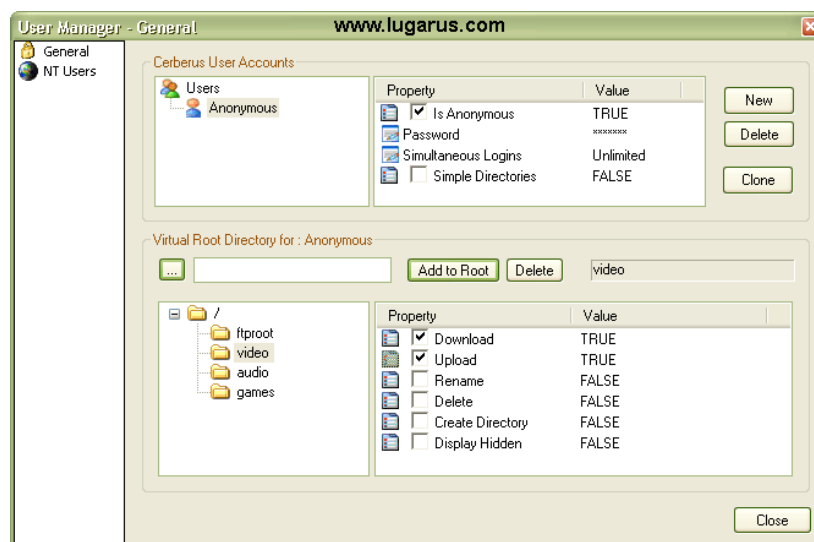 User Manager - General
www.lugarus.com
General
NT Users
Cerberus User Accounts
Users
Anonymous
Property Value
Is Anonymous TRUE
Password *******
Simultaneous Logins Unlimited
Simple Directories FALSE
New
Delete
Clone
Virtual Root Directory for : Anonymous
... Add to Root Delete video
/
ftproot
video
audio
games
Property Value
Download TRUE
Upload TRUE
Rename FALSE
Delete FALSE
Create Directory FALSE
Display Hidden FALSE
Close